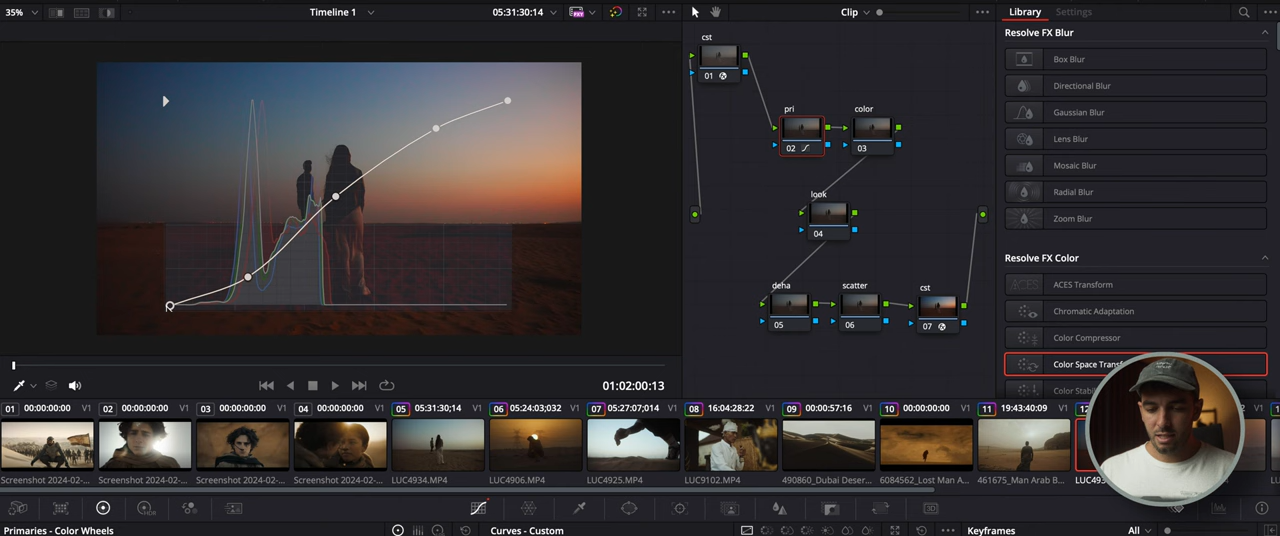 35%
Timeline 1
05:31:30:14
FX
Clip
Library
Settings
Resolve FX Blur
Box Blur
Directional Blur
Gaussian Blur
Lens Blur
Mosaic Blur
Radial Blur
Zoom Blur
Resolve FX Color
ACES
ACES Transform
Chromatic Adaptation
Color Compressor
Color Space Transf
Color Stab
cst
01
pri
02
color
03
look
04
deha
05
scatter
06
cst
07
01:02:00:13
01 00:00:00:00 V1
02 00:00:00:00 V1
03 00:00:00:00 V1
04 00:00:00:00 V1
05 05:31:30;14 V1
06 05:24:03;032 V1
07 05:27:07;014 V1
08 16:04:28:22 V1
09 00:00:57:16 V1
10 00:00:00:00 V1
11 19:43:40:09 V1
12
Screenshot 2024-02-...
Screenshot 2024-02-...
Screenshot 2024-02-...
Screenshot 2024-02-...
LUC4934.MP4
LUC4906.MP4
LUC4925.MP4
LUC9102.MP4
490860_Dubai Deser...
6084562_Lost Man A...
461675_Man Arab B...
LUC493
HDR
3D
Primaries - Color Wheels
Curves - Custom
Keyframes
All